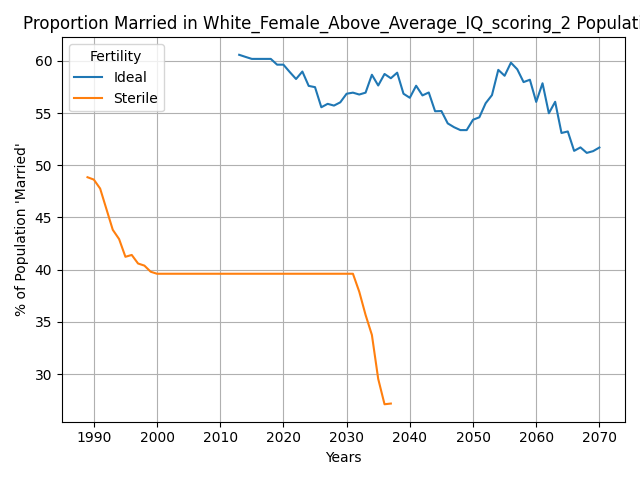 Proportion Married in White_Female_Above_Average_IQ_scoring_2 Populati
Fertility
Ideal
Sterile
% of Population 'Married'
60
55
50
45
40
35
30
1990 2000 2010 2020 2030 2040 2050 2060 2070
Years